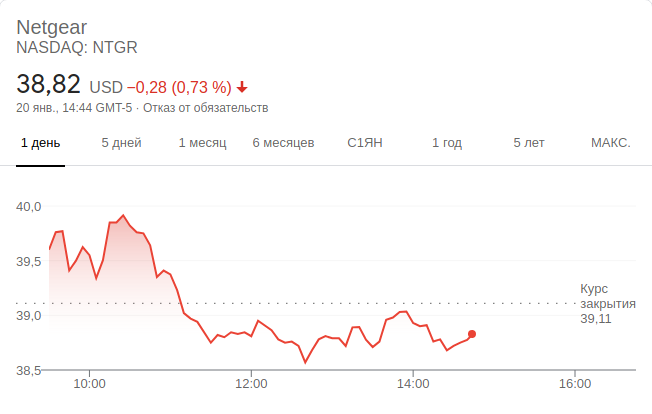 Netgear
NASDAQ: NTGR
38,82 USD −0,28 (0,73 %)
20 янв., 14:44 GMT-5 · Отказ от обязательств
1 день 5 дней 1 месяц 6 месяцев С1ЯН 1 год 5 лет МАКС.
40,0
39,5
Курс
закрытия
39,11
39,0
38,5
10:00 12:00 14:00 16:00